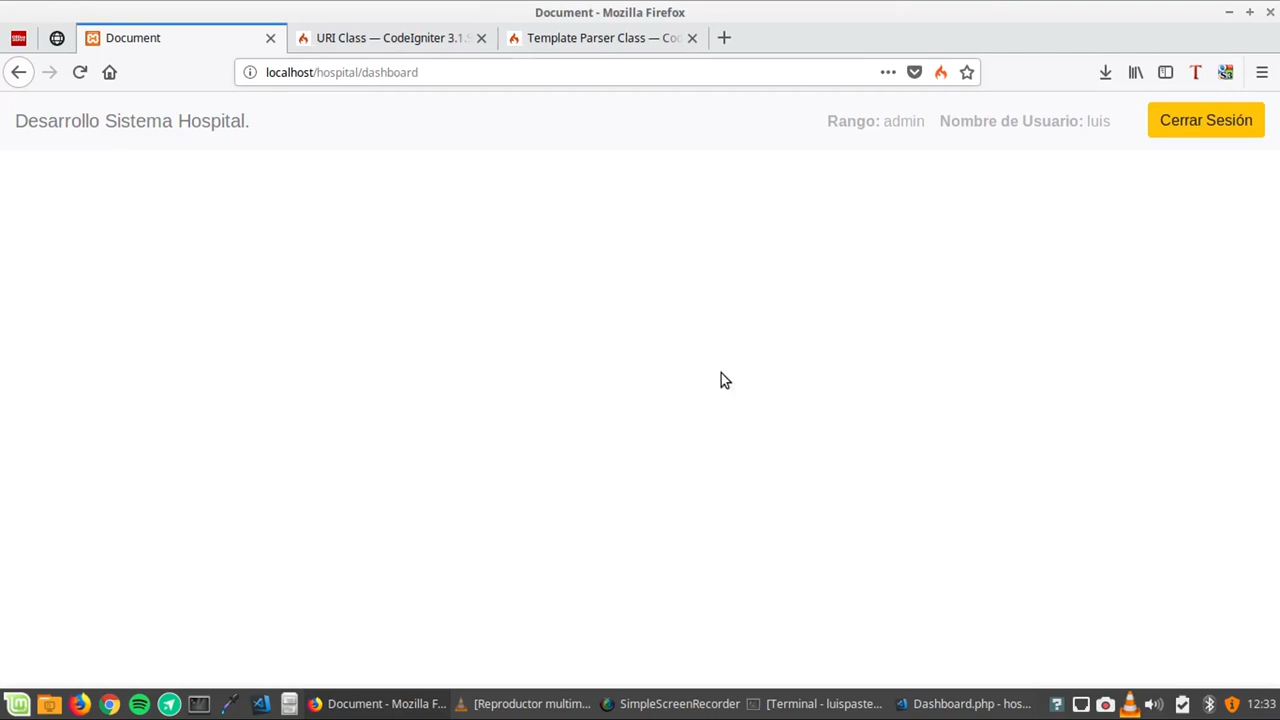 Document - Mozilla Firefox
Document
URI Class — CodeIgniter 3.1.
Template Parser Class — Co
localhost/hospital/dashboard
Desarrollo Sistema Hospital.
Rango: admin Nombre de Usuario: luis
Cerrar Sesión
Document - Mozilla F...
[Reproductor multim...
SimpleScreenRecorder
[Terminal - luispaste...
Dashboard.php - hos...
12:33